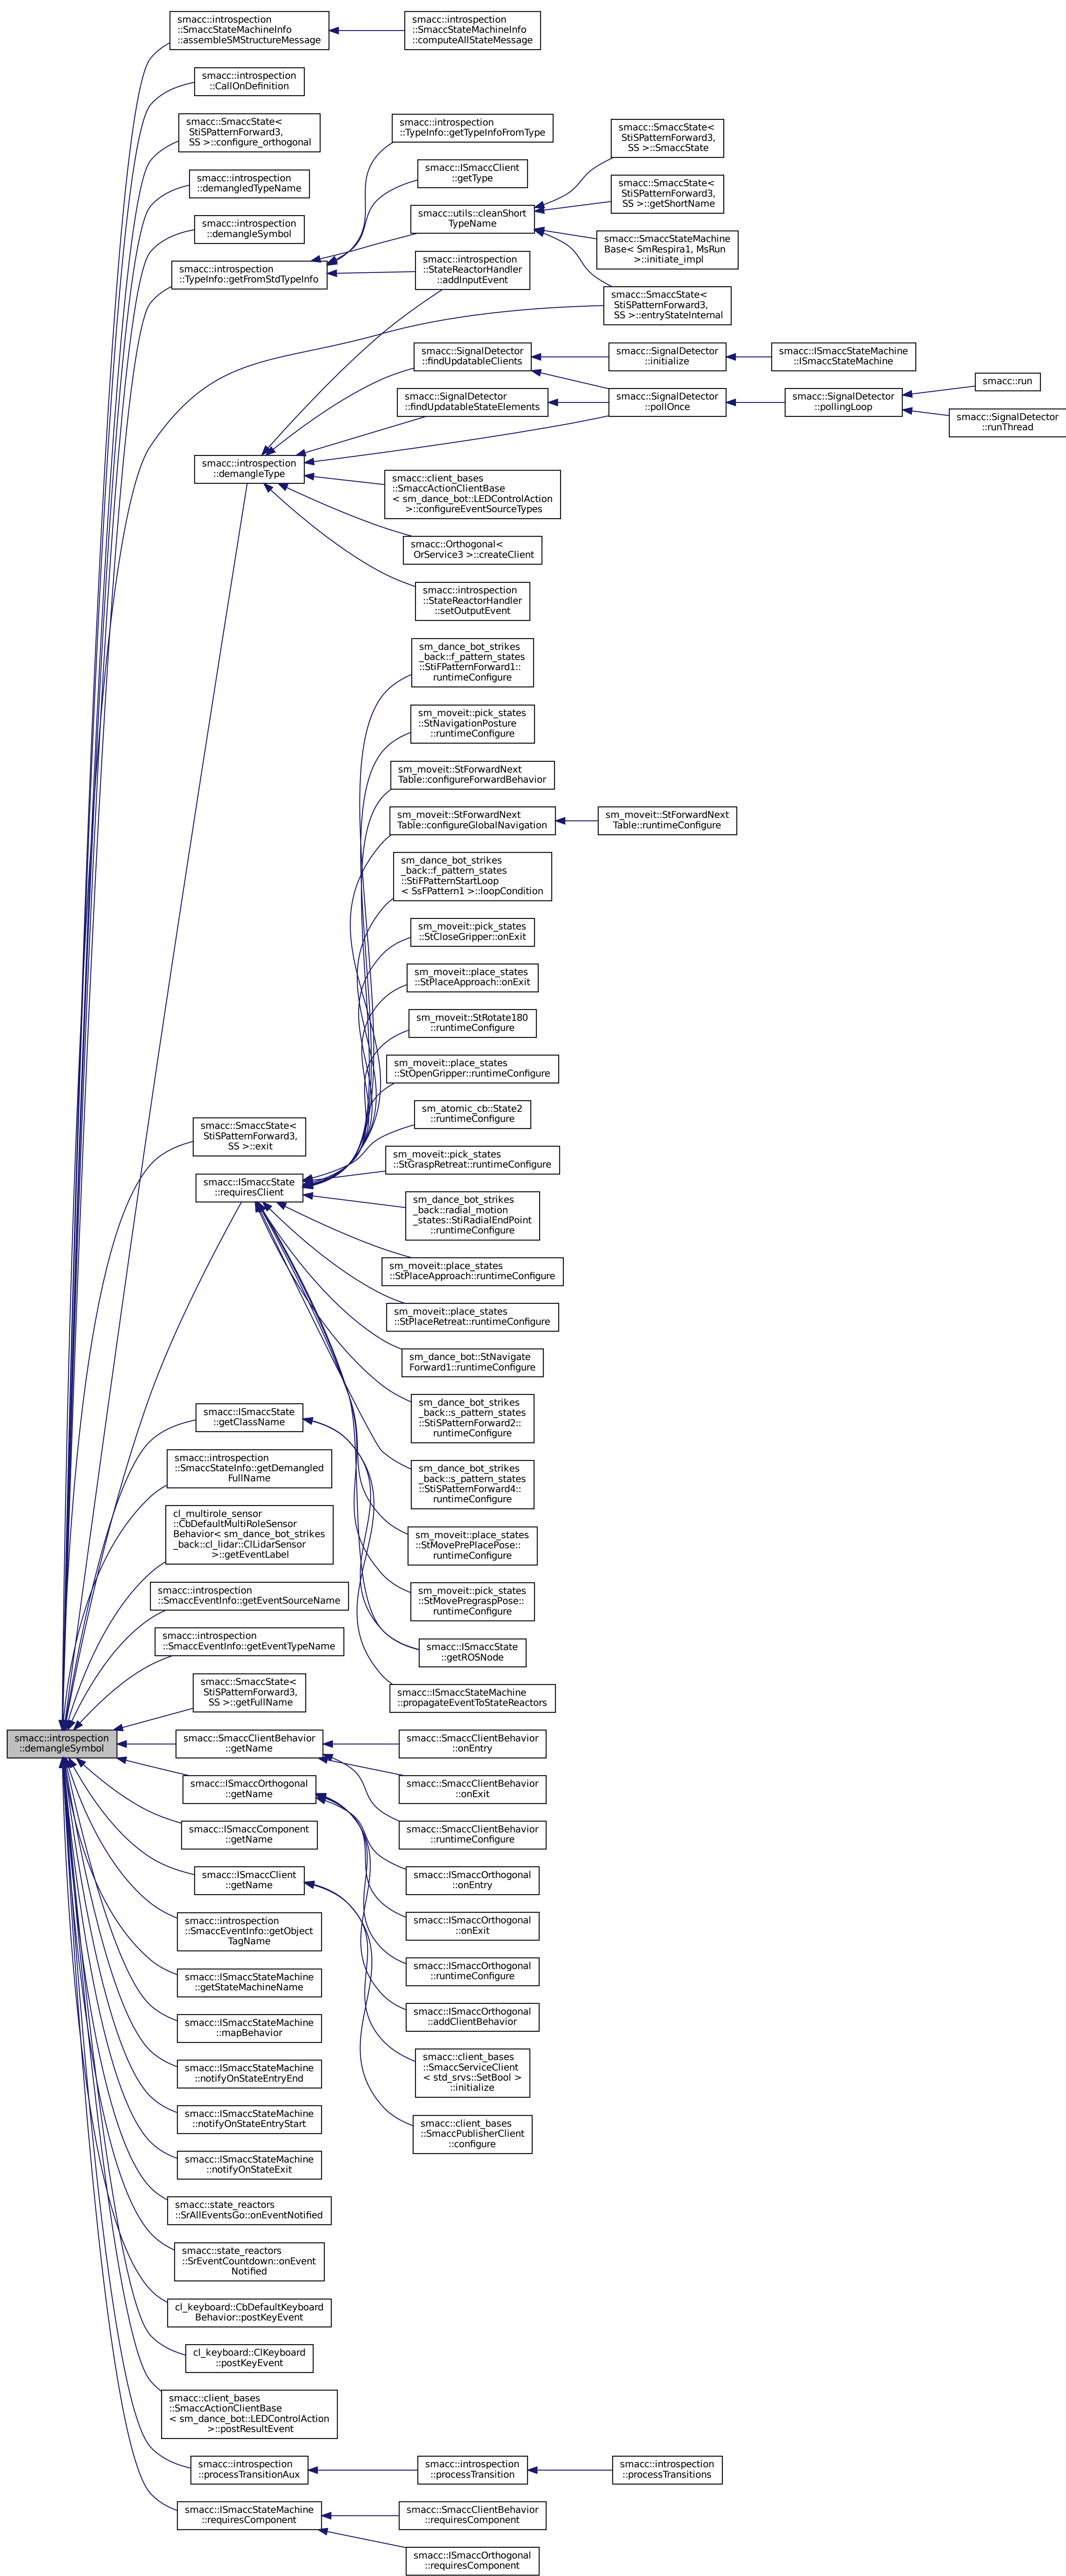 smacc::introspection
::SmaccStateMachineInfo
::assembleSMStructureMessage
smacc::introspection
::SmaccStateMachineInfo
::computeAllStateMessage
smacc::introspection
::CallOnDefinition
smacc::SmaccState<
StiSPatternForward3,
SS >::configure_orthogonal
smacc::introspection
::TypeInfo::getTypeInfoFromType
smacc::SmaccState<
StiSPatternForward3,
SS >::SmaccState
smacc::introspection
::demangledTypeName
smacc::ISmaccClient
::getType
smacc::SmaccState<
StiSPatternForward3,
SS >::getShortName
smacc::introspection
::demangleSymbol
smacc::utils::cleanShort
TypeName
smacc::SmaccStateMachine
Base< SmRespira1, MsRun
>::initiate_impl
smacc::introspection
::TypeInfo::getFromStdTypeInfo
smacc::introspection
::StateReactorHandler
::addInputEvent
smacc::SmaccState<
StiSPatternForward3,
SS >::entryStateInternal
smacc::SignalDetector
::findUpdatableClients
smacc::SignalDetector
::initialize
smacc::ISmaccStateMachine
::ISmaccStateMachine
smacc::SignalDetector
::findUpdatableStateElements
smacc::SignalDetector
::pollOnce
smacc::SignalDetector
::pollingLoop
smacc::run
smacc::SignalDetector
::runThread
smacc::introspection
::demangleType
smacc::client_bases
::SmaccActionClientBase
< sm_dance_bot::LEDControlAction
>::configureEventSourceTypes
smacc::Orthogonal<
OrService3 >::createClient
smacc::introspection
::StateReactorHandler
::setOutputEvent
sm_dance_bot_strikes
_back::f_pattern_states
::StiFPatternForward1::
runtimeConfigure
sm_moveit::pick_states
::StNavigationPosture
::runtimeConfigure
sm_moveit::StForwardNext
Table::configureForwardBehavior
sm_moveit::StForwardNext
Table::configureGlobalNavigation
sm_moveit::StForwardNext
Table::runtimeConfigure
sm_dance_bot_strikes
_back::f_pattern_states
::StiFPatternStartLoop
< SsFPattern1 >::loopCondition
sm_moveit::pick_states
::StCloseGripper::onExit
sm_moveit::place_states
::StPlaceApproach::onExit
sm_moveit::StRotate180
::runtimeConfigure
sm_moveit::place_states
::StOpenGripper::runtimeConfigure
sm_atomic_cb::State2
::runtimeConfigure
smacc::SmaccState<
StiSPatternForward3,
SS >::exit
sm_moveit::pick_states
::StGraspRetreat::runtimeConfigure
smacc::ISmaccState
::requiresClient
sm_dance_bot_strikes
_back::radial_motion
_states::StiRadialEndPoint
::runtimeConfigure
sm_moveit::place_states
::StPlaceApproach::runtimeConfigure
sm_moveit::place_states
::StPlaceRetreat::runtimeConfigure
sm_dance_bot::StNavigate
Forward1::runtimeConfigure
smacc::ISmaccState
::getClassName
sm_dance_bot_strikes
_back::s_pattern_states
::StiSPatternForward2::
runtimeConfigure
smacc::introspection
::SmaccStateInfo::getDemangled
FullName
sm_dance_bot_strikes
_back::s_pattern_states
::StiSPatternForward4::
runtimeConfigure
cl_multirole_sensor
::CbDefaultMultiRoleSensor
Behavior< sm_dance_bot_strikes
_back::cl_lidar::ClLidarSensor
>::getEventLabel
sm_moveit::place_states
::StMovePrePlacePose::
runtimeConfigure
smacc::introspection
::SmaccEventInfo::getEventSourceName
sm_moveit::pick_states
::StMovePregraspPose::
runtimeConfigure
smacc::introspection
::SmaccEventInfo::getEventTypeName
smacc::ISmaccState
::getROSNode
smacc::SmaccState<
StiSPatternForward3,
SS >::getFullName
smacc::ISmaccStateMachine
::propagateEventToStateReactors
smacc::introspection
::demangleSymbol
smacc::SmaccClientBehavior
::getName
smacc::SmaccClientBehavior
::onEntry
smacc::ISmaccOrthogonal
::getName
smacc::SmaccClientBehavior
::onExit
smacc::ISmaccComponent
::getName
smacc::SmaccClientBehavior
::runtimeConfigure
smacc::ISmaccClient
::getName
smacc::ISmaccOrthogonal
::onEntry
smacc::introspection
::SmaccEventInfo::getObject
TagName
smacc::ISmaccOrthogonal
::onExit
smacc::ISmaccStateMachine
::getStateMachineName
smacc::ISmaccOrthogonal
::runtimeConfigure
smacc::ISmaccStateMachine
::mapBehavior
smacc::ISmaccOrthogonal
::addClientBehavior
smacc::ISmaccStateMachine
::notifyOnStateEntryEnd
smacc::client_bases
::SmaccServiceClient
< std_srvs::SetBool >
::initialize
smacc::ISmaccStateMachine
::notifyOnStateEntryStart
smacc::client_bases
::SmaccPublisherClient
::configure
smacc::ISmaccStateMachine
::notifyOnStateExit
smacc::state_reactors
::SrAllEventsGo::onEventNotified
smacc::state_reactors
::SrEventCountdown::onEvent
Notified
cl_keyboard::CbDefaultKeyboard
Behavior::postKeyEvent
cl_keyboard::ClKeyboard
::postKeyEvent
smacc::client_bases
::SmaccActionClientBase
< sm_dance_bot::LEDControlAction
>::postResultEvent
smacc::introspection
::processTransitionAux
smacc::introspection
::processTransition
smacc::introspection
::processTransitions
smacc::ISmaccStateMachine
::requiresComponent
smacc::SmaccClientBehavior
::requiresComponent
smacc::ISmaccOrthogonal
::requiresComponent